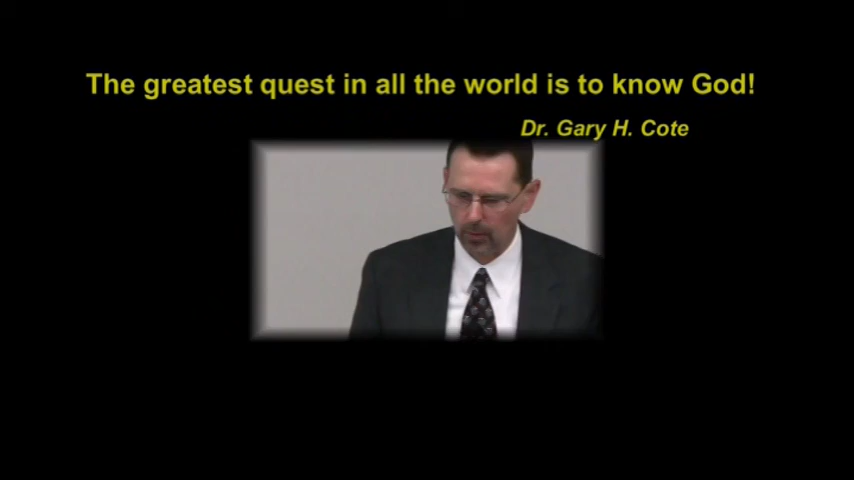 The greatest quest in all the world is to know God!
Dr. Gary H. Cote